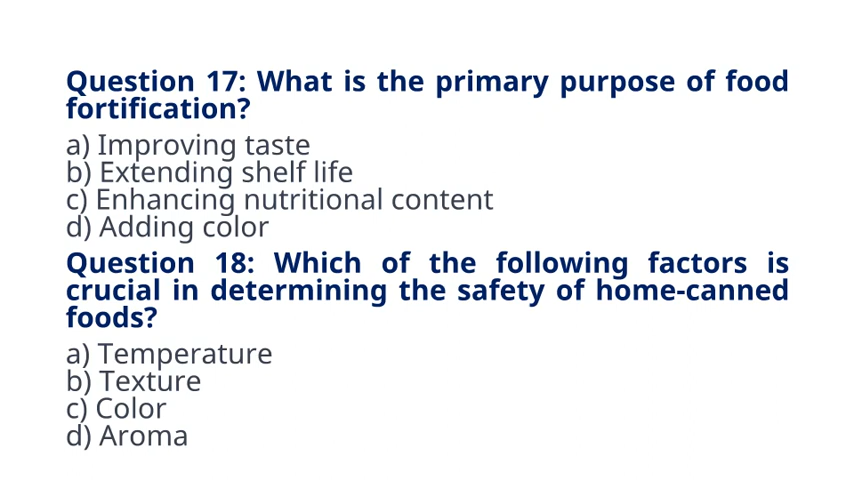 Question 17: What is the primary purpose of food
fortification?
a) Improving taste
b) Extending shelf life
c) Enhancing nutritional content
d) Adding color
Question 18: Which of the following factors is
crucial in determining the safety of home-canned
foods?
a) Temperature
b) Texture
c) Color
d) Aroma